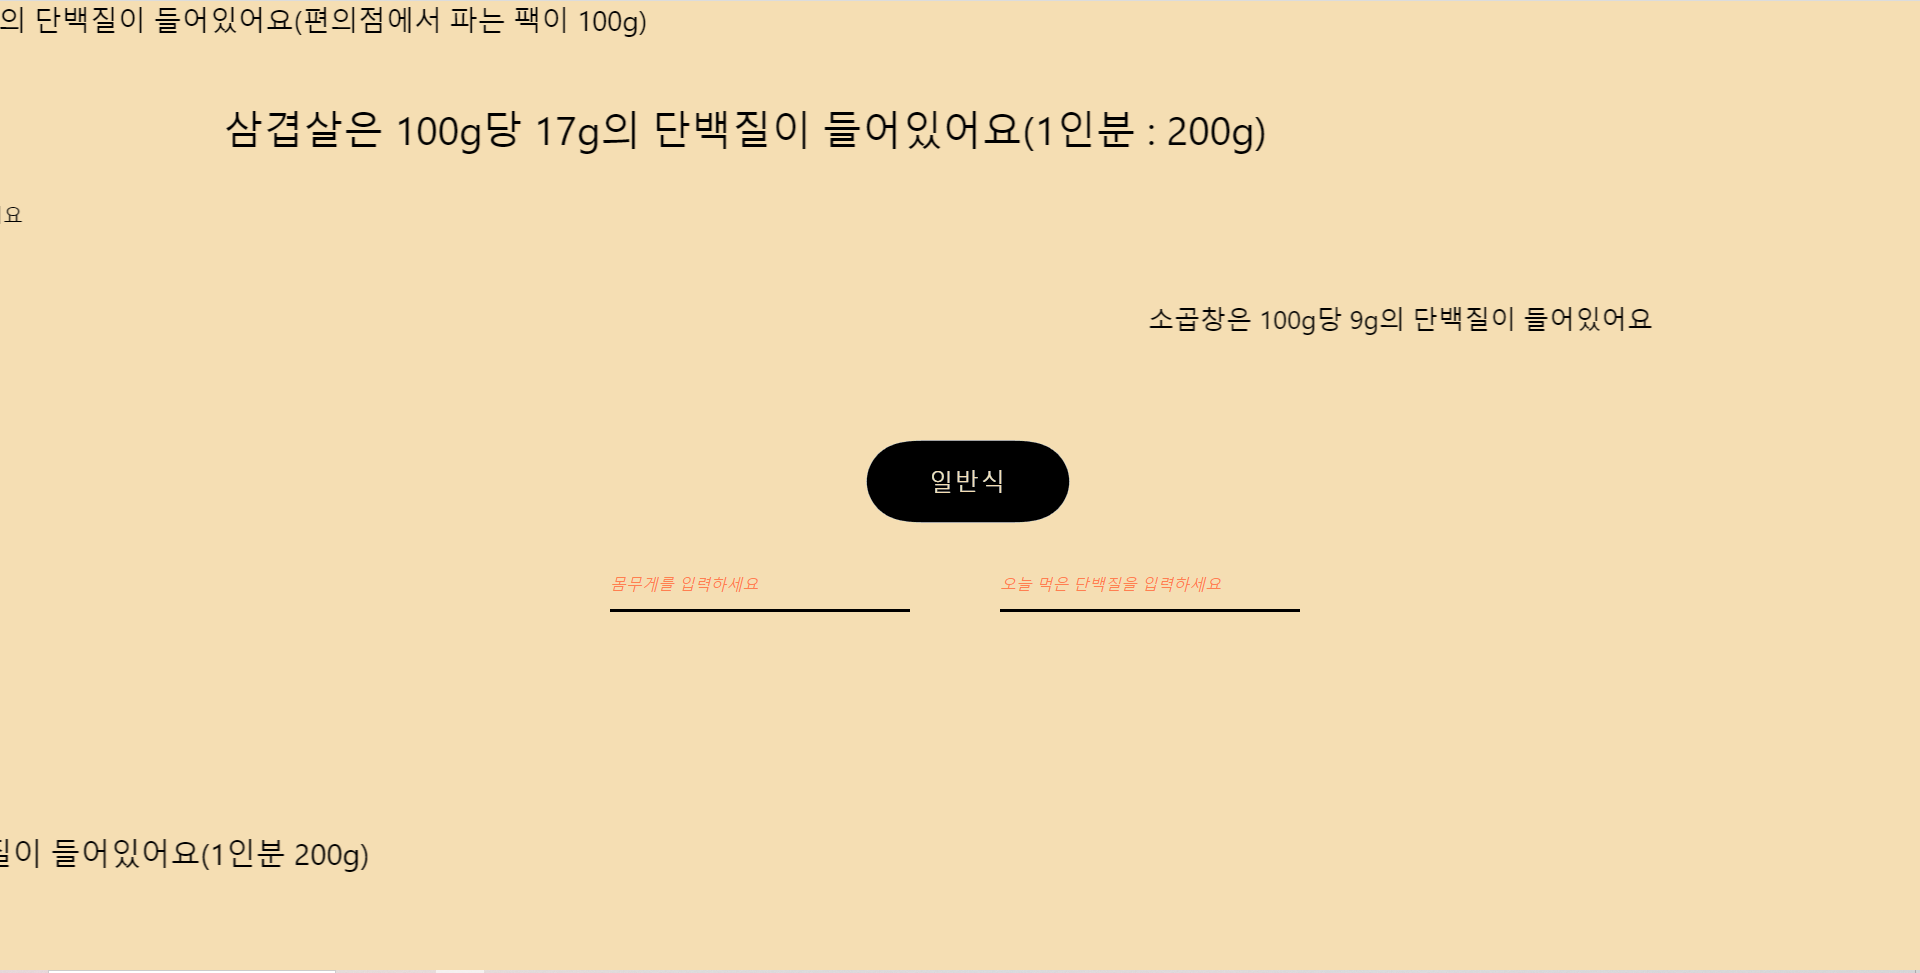 의 단백질이 들어있어요(편의점에서 파는 팩이 100g)
삼겹살은 100g당 17g의 단백질이 들어있어요(1인분 : 200g)
요
소곱창은 100g당 9g의 단백질이 들어있어요
일반식
몸무게를 입력하세요
오늘 먹은 단백질을 입력하세요
질이 들어있어요(1인분 200g)